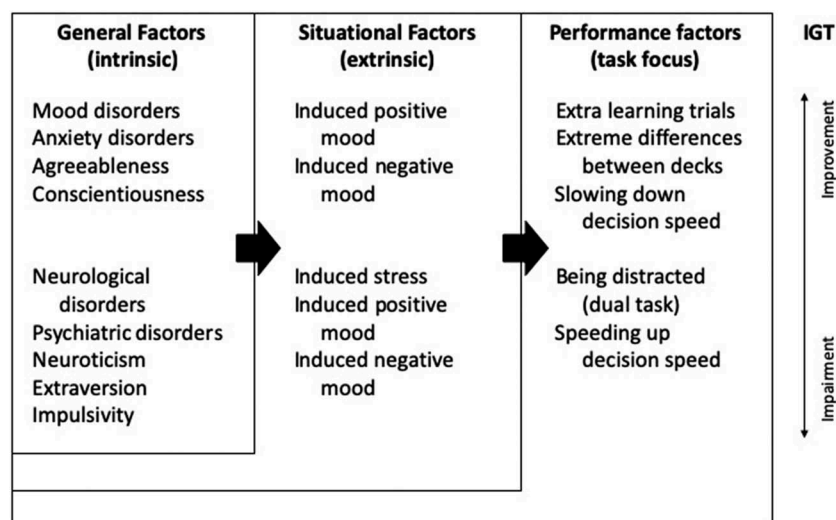 General Factors
(intrinsic)
Mood disorders
Anxiety disorders
Agreeableness
Conscientiousness
Neurological
disorders
Psychiatric disorders
Neuroticism
Extraversion
Impulsivity
Situational Factors
(extrinsic)
Induced positive
mood
Induced negative
mood
Induced stress
Induced positive
mood
Induced negative
mood
Performance factors
(task focus)
Extra learning trials
Extreme differences
between decks
Slowing down
decision speed
Being distracted
(dual task)
Speeding up
decision speed
IGT
Improvement
Impairment